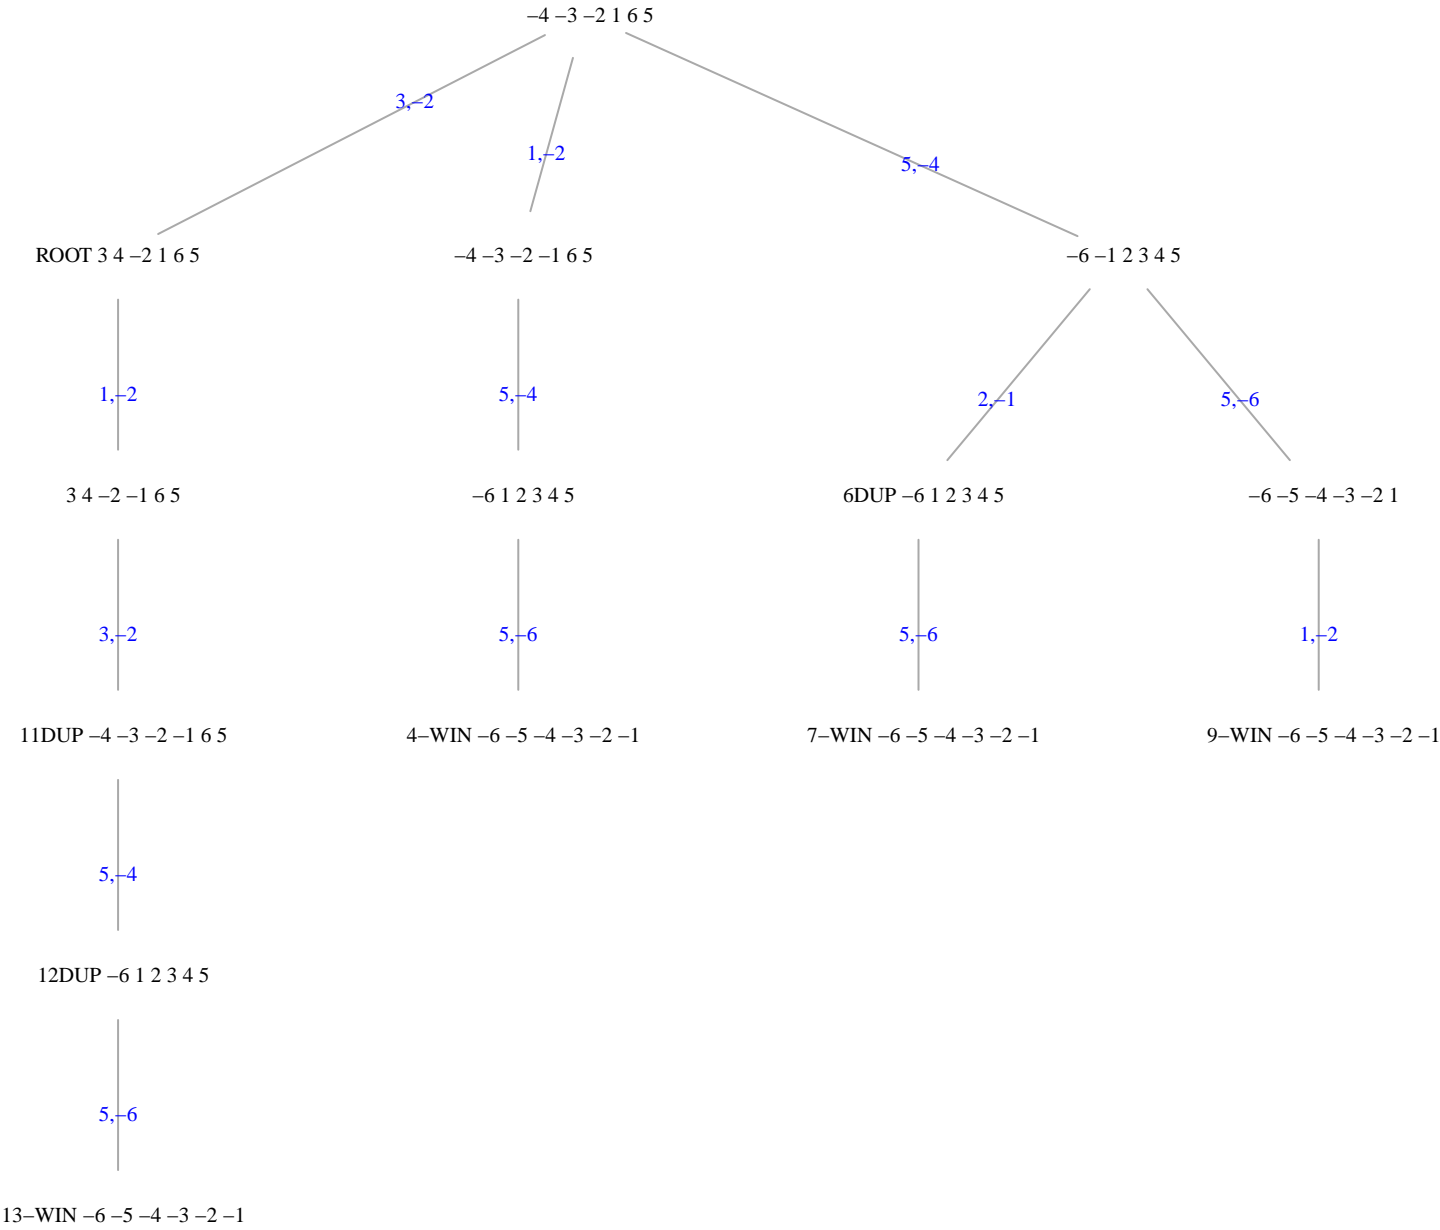 −4 −3 −2 1 6 5
3,−2
1,−2
5,−4
ROOT 3 4 −2 1 6 5
−4 −3 −2 −1 6 5
−6 −1 2 3 4 5
1,−2
5,−4
2,−1
5,−6
3 4 −2 −1 6 5
−6 1 2 3 4 5
6DUP −6 1 2 3 4 5
−6 −5 −4 −3 −2 1
3,−2
5,−6
5,−6
1,−2
11DUP −4 −3 −2 −1 6 5
4−WIN −6 −5 −4 −3 −2 −1
7−WIN −6 −5 −4 −3 −2 −1
9−WIN −6 −5 −4 −3 −2 −1
5,−4
12DUP −6 1 2 3 4 5
5,−6
13−WIN −6 −5 −4 −3 −2 −1